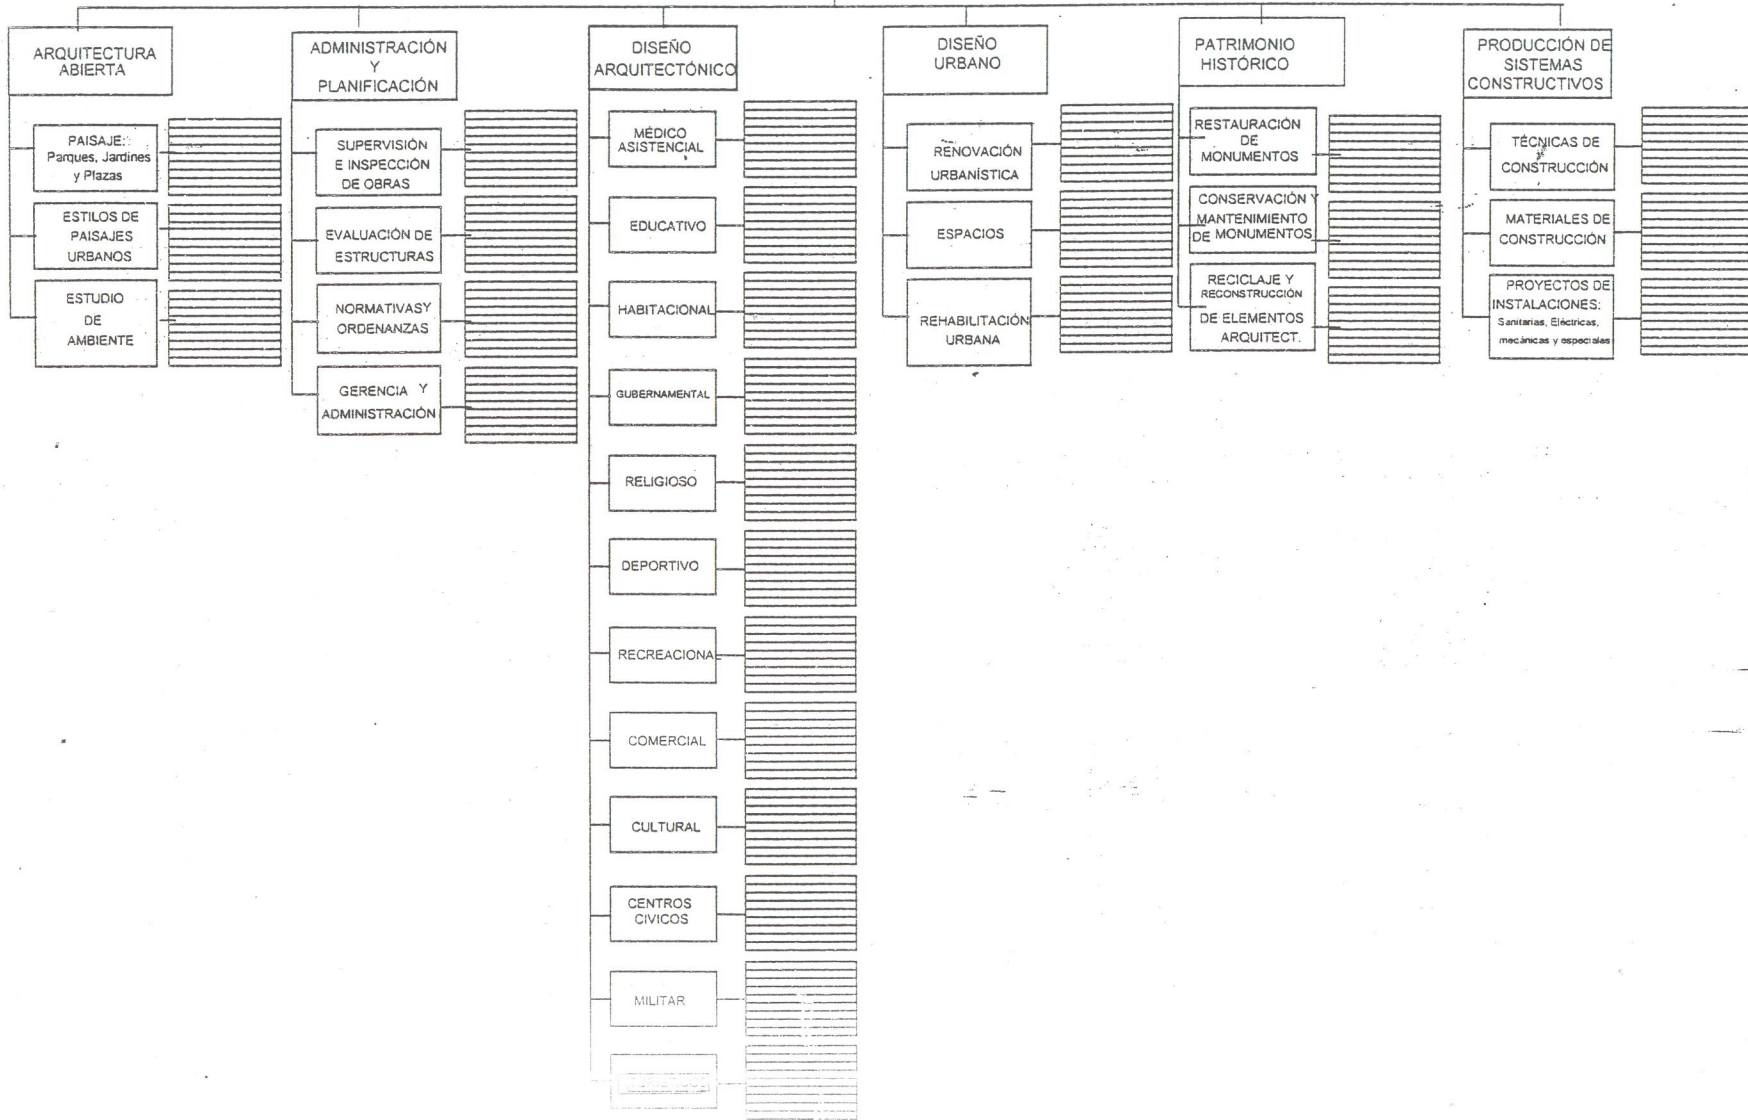 ARQUITECTURA
ABIERTA
PAISAJE:
Parques, Jardines
y Plazas
ESTILOS DE
PAISAJES
URBANOS
ESTUDIO
DE
AMBIENTE
ADMINISTRACIÓN
Y
PLANIFICACIÓN
SUPERVISIÓN
E INSPECCIÓN
DE OBRAS
EVALUACIÓN DE
ESTRUCTURAS
NORMATIVAS Y
ORDENANZAS
GERENCIA Y
ADMINISTRACIÓN
DISEÑO
ARQUITECTÓNICO
MÉDICO
ASISTENCIAL
EDUCATIVO
HABITACIONAL
GUBERNAMENTAL
RELIGIOSO
DEPORTIVO
RECREACIONA
COMERCIAL
CULTURAL
CENTROS
CIVICOS
MILITAR
DISEÑO
URBANO
RENOVACIÓN
URBANÍSTICA
ESPACIOS
REHABILITACIÓN
URBANA
PATRIMONIO
HISTÓRICO
RESTAURACIÓN
DE
MONUMENTOS
CONSERVACIÓN Y
MANTENIMIENTO
DE MONUMENTOS
RECICLAJE Y
RECONSTRUCCIÓN
DE ELEMENTOS
ARQUITECT.
PRODUCCIÓN DE
SISTEMAS
CONSTRUCTIVOS
TÉCNICAS DE
CONSTRUCCIÓN
MATERIALES DE
CONSTRUCCIÓN
PROYECTOS DE
INSTALACIONES:
Sanitarias, Eléctricas,
mecánicas y especiales